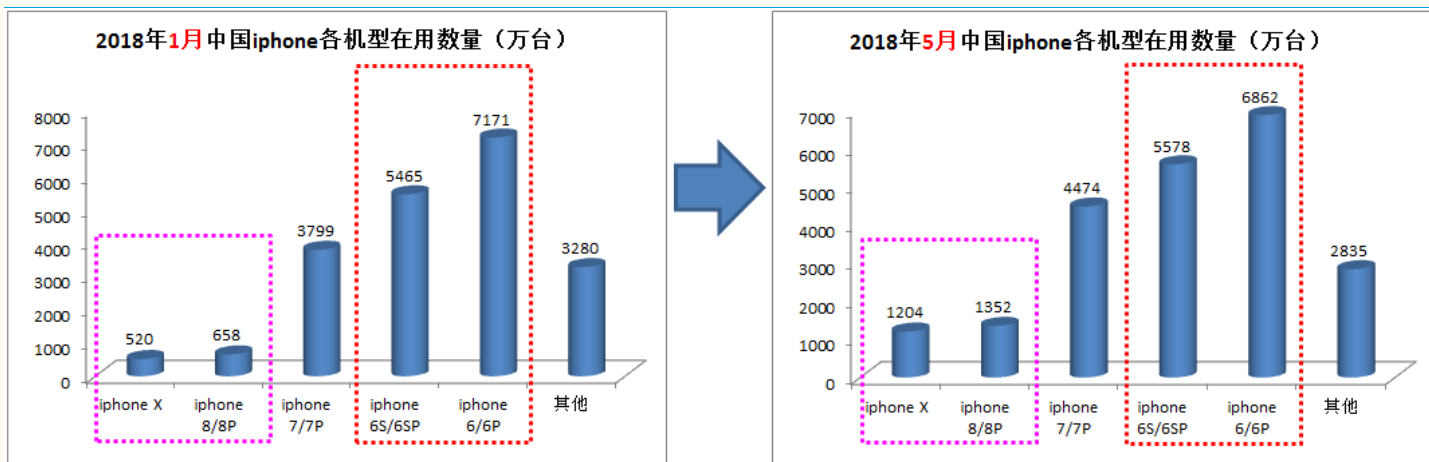 2018年1月中国iphone各机型在用数量（万台）
8000
7000
6000
5000
4000
3000
2000
1000
0
520
658
3799
5465
7171
3280
iphone X
iphone
8/8P
iphone
7/7P
iphone
6S/6SP
iphone
6/6P
其他
2018年5月中国iphone各机型在用数量（万台）
7000
6000
5000
4000
3000
2000
1000
0
1204
1352
4474
5578
6862
2835
iphone X
iphone
8/8P
iphone
7/7P
iphone
6S/6SP
iphone
6/6P
其他